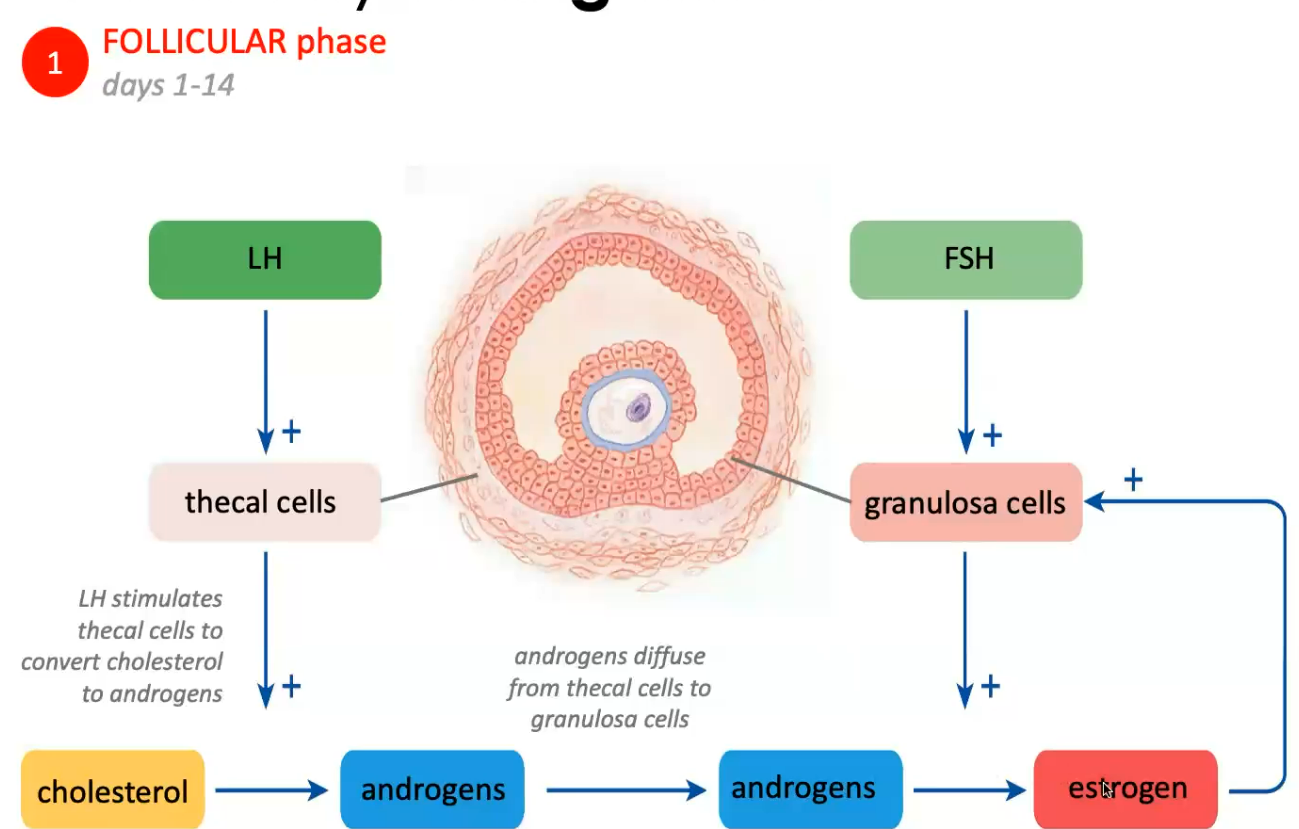 1
FOLLICULAR phase
days 1-14
LH
FSH
+
+
+
thecal cells
granulosa cells
LH stimulates
thecal cells to
convert cholesterol
to androgens
+
androgens diffuse
from thecal cells to
granulosa cells
+
cholesterol
androgens
androgens
estrogen